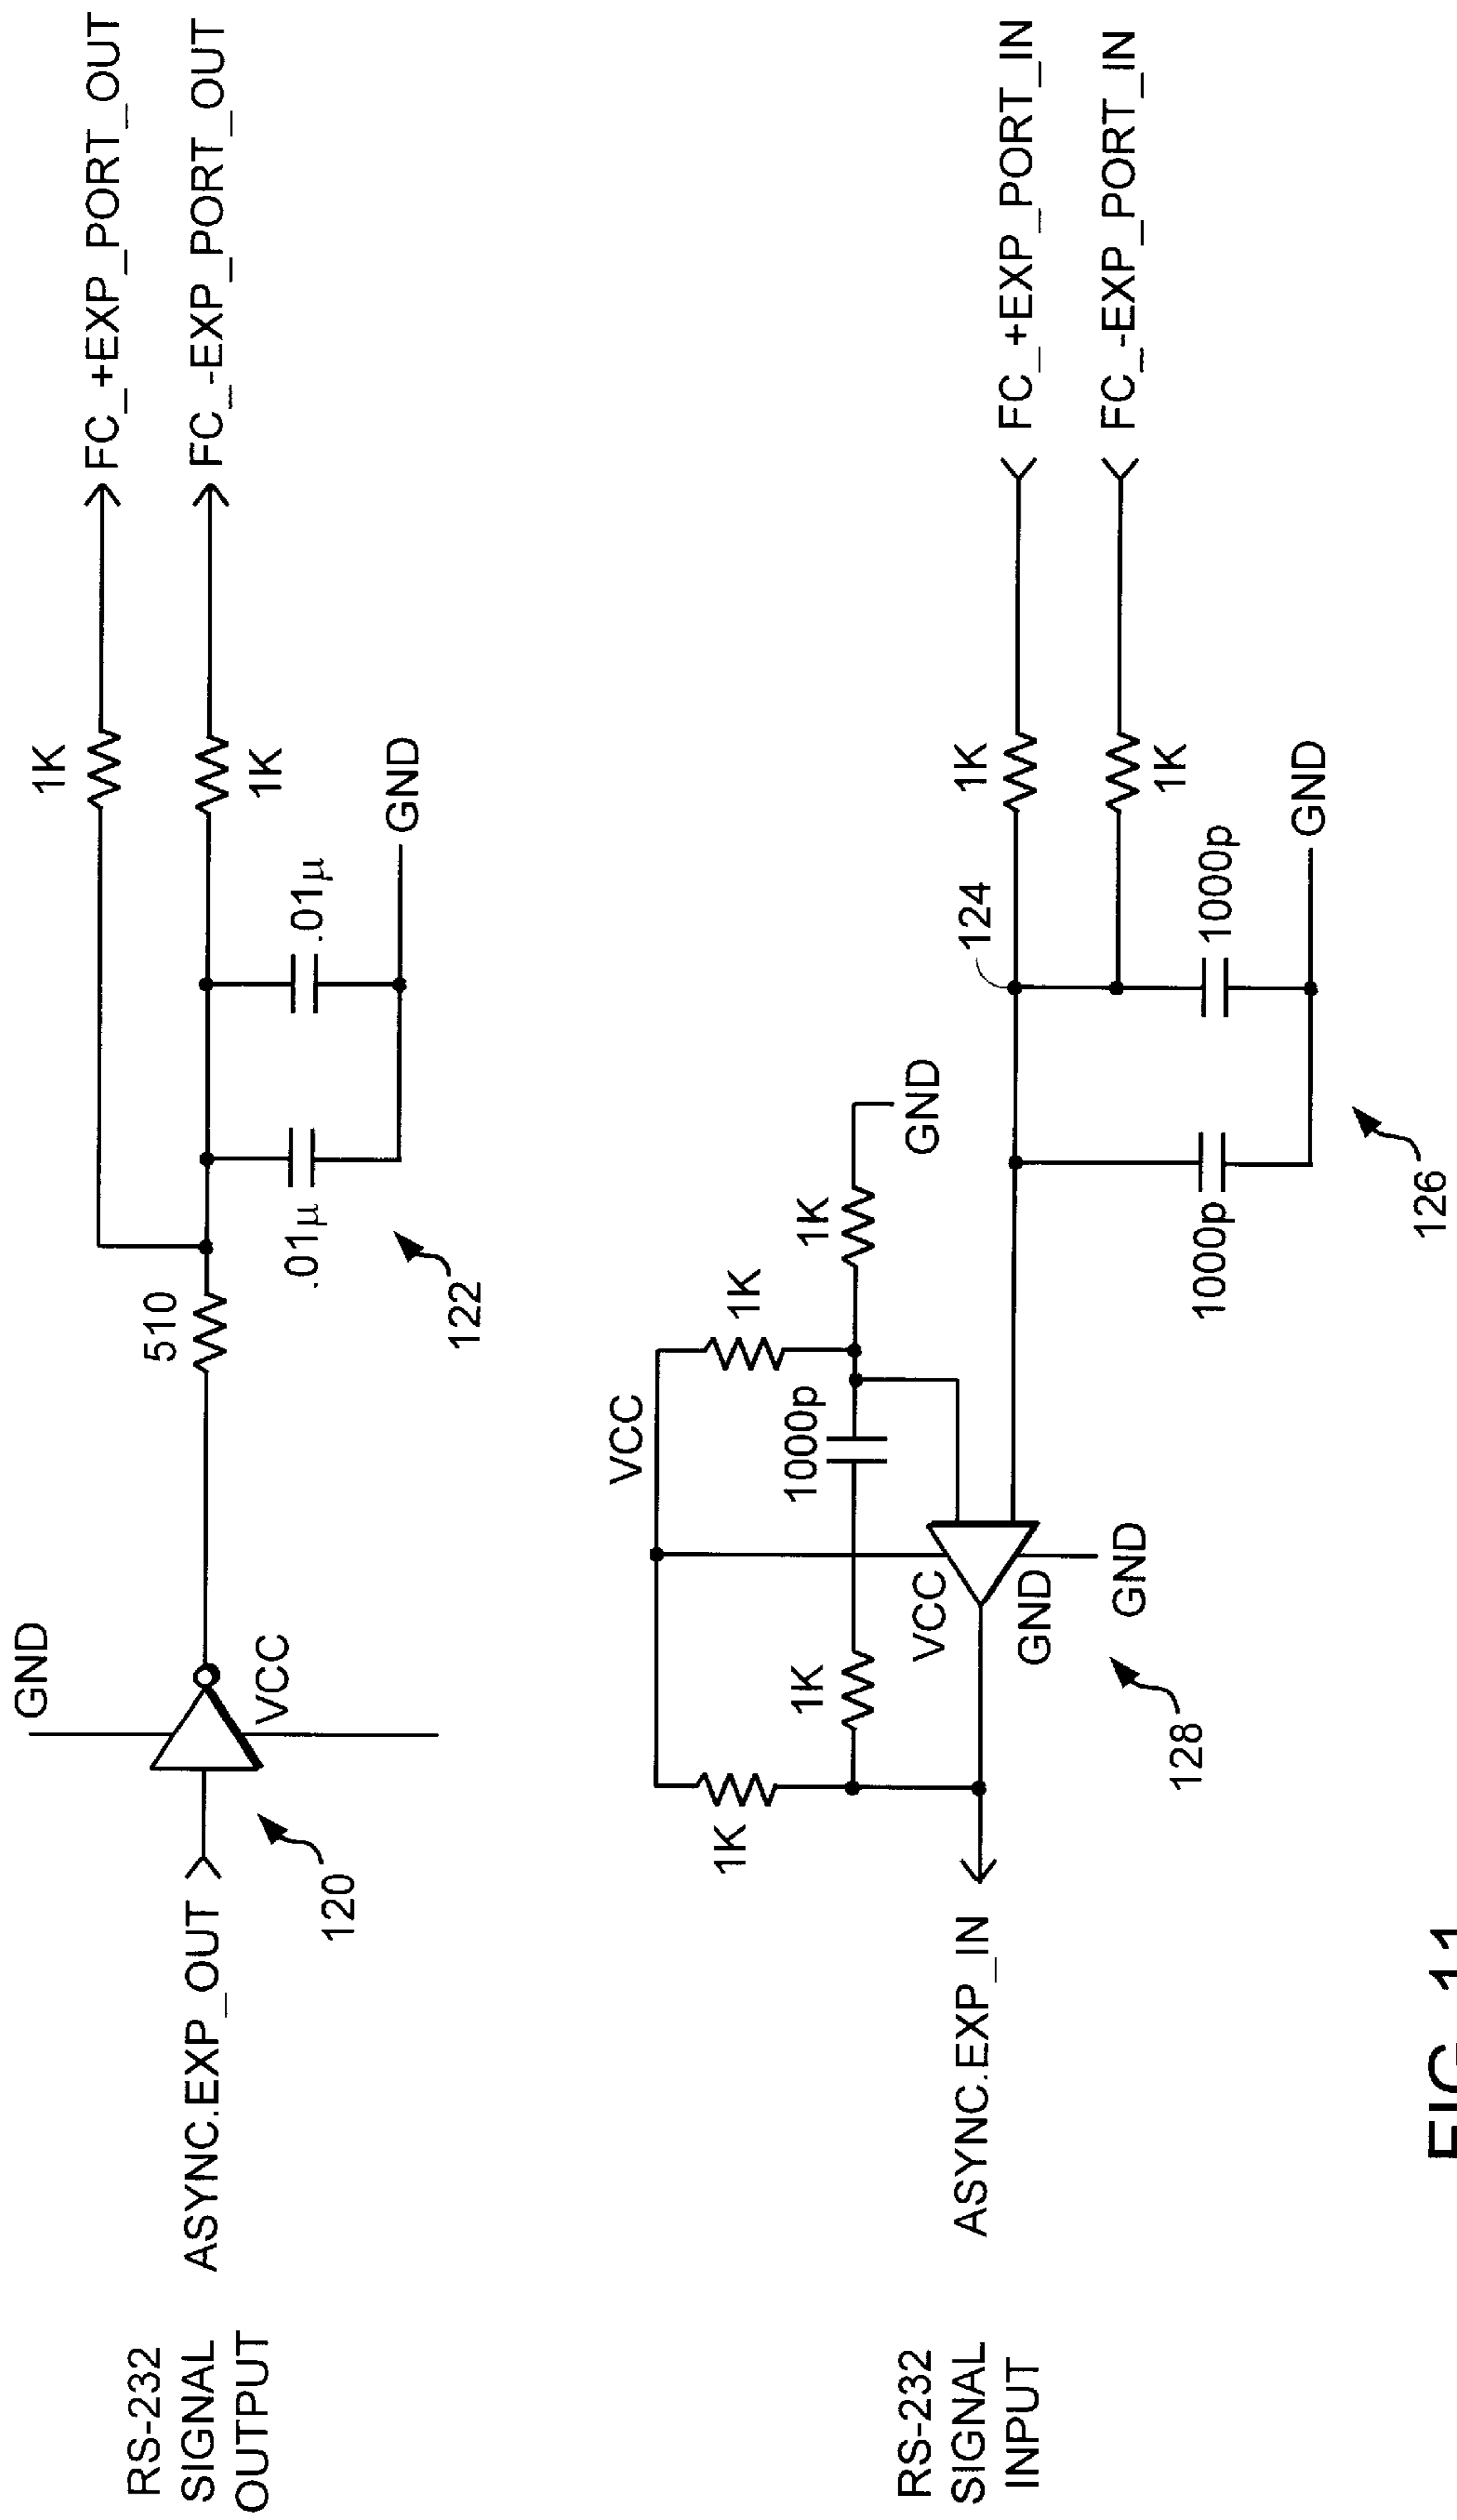 RS-232
SIGNAL
OUTPUT
ASYNC.EXP_OUT
120
GND
VCC
510
.01µ
.01µ
122
GND
1K
1K
FC_+EXP_PORT_OUT
FC_-EXP_PORT_OUT
RS-232
SIGNAL
INPUT
ASYNC.EXP_IN
1K
1K
VCC
1000p
1K
1K
GND
VCC
GND
GND
128
124
1K
1K
1000p
1000p
GND
126
FC_+EXP_PORT_IN
FC_-EXP_PORT_IN